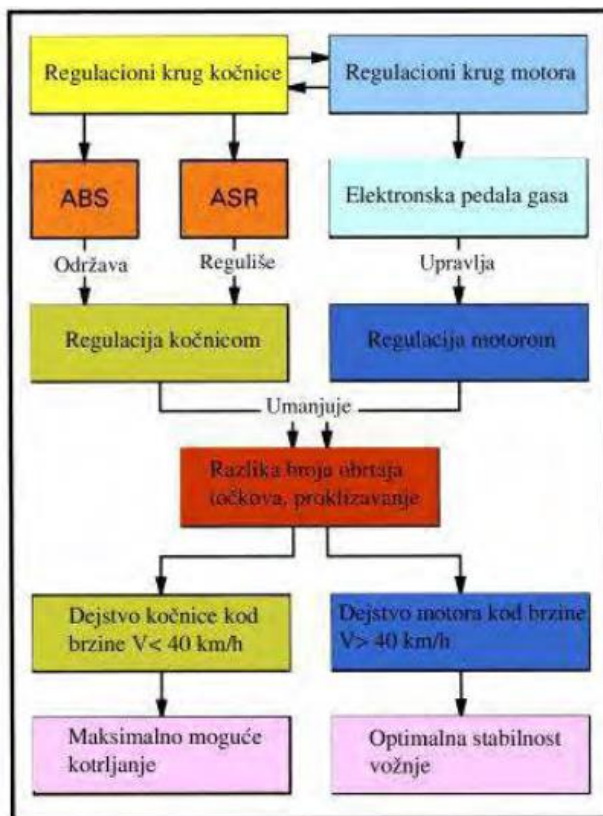 Regulacioni krug kočnice
Regulacioni krug motora
ABS
ASR
Elektronska pedala gasa
Održava
Reguliše
Upravlja
Regulacija kočnicom
Regulacija motorom
Umanjuje
Razlika broja obrtaja
točkova, proklizavanje
Dejstvo kočnice kod
brzine V< 40 km/h
Dejstvo motora kod brzine
V> 40 km/h
Maksimalno moguće
kotrljanje
Optimalna stabilnost
vožnje